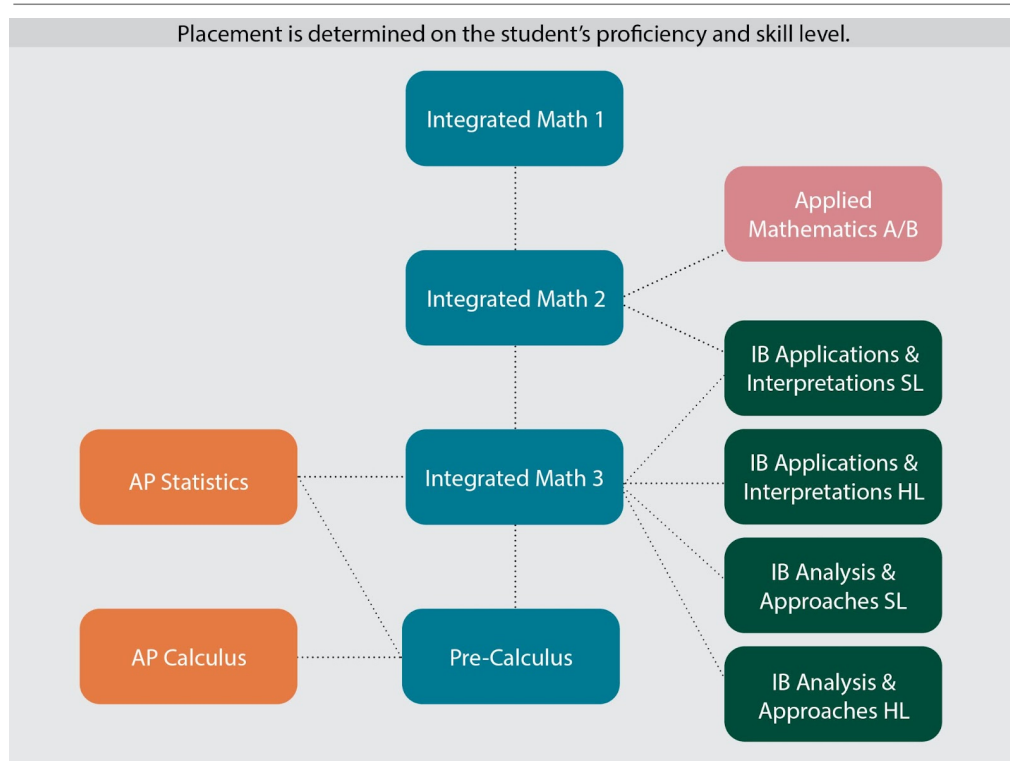 Placement is determined on the student's proficiency and skill level.
Integrated Math 1
Applied
Mathematics A/B
Integrated Math 2
IB Applications &
Interpretations SL
AP Statistics
Integrated Math 3
IB Applications &
Interpretations HL
IB Analysis &
Approaches SL
AP Calculus
Pre-Calculus
IB Analysis &
Approaches HL